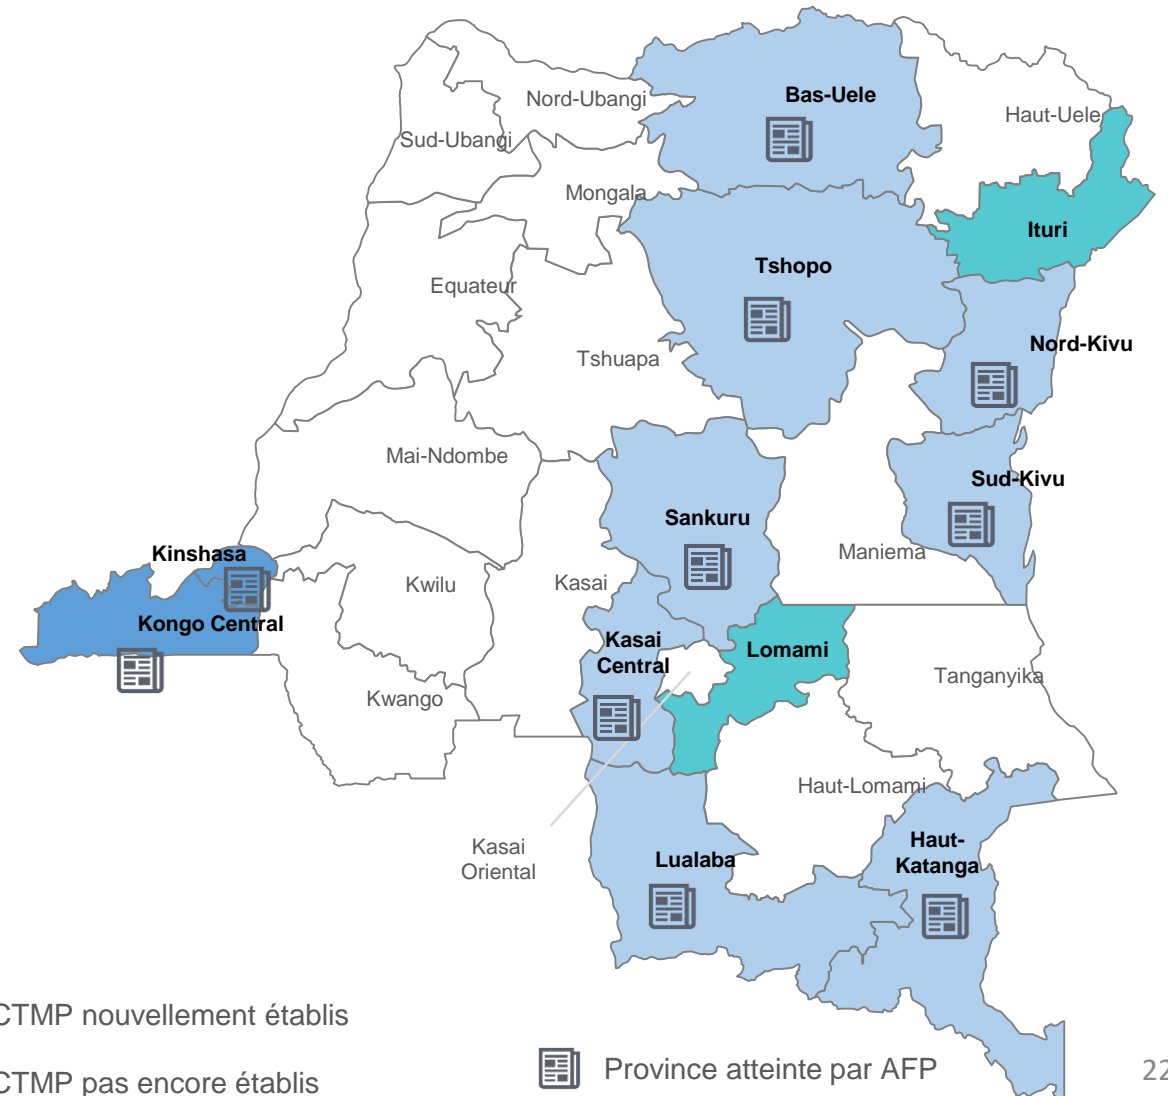 Bas-Uele
Nord-Ubangi
Haut-Uele
Sud-Ubangi
Mongala
Ituri
Tshopo
Equateur
Nord-Kivu
Tshuapa
Mai-Ndombe
Sud-Kivu
Sankuru
Kinshasa
Maniema
Kwilu
Kasai
Kongo Central
Kasai
Central
Lomami
Tanganyika
Kwango
Haut-Lomami
Kasai
Oriental
Lualaba
Haut-
Katanga
CTMP nouvellement établis
CTMP pas encore établis
Province atteinte par AFP
22